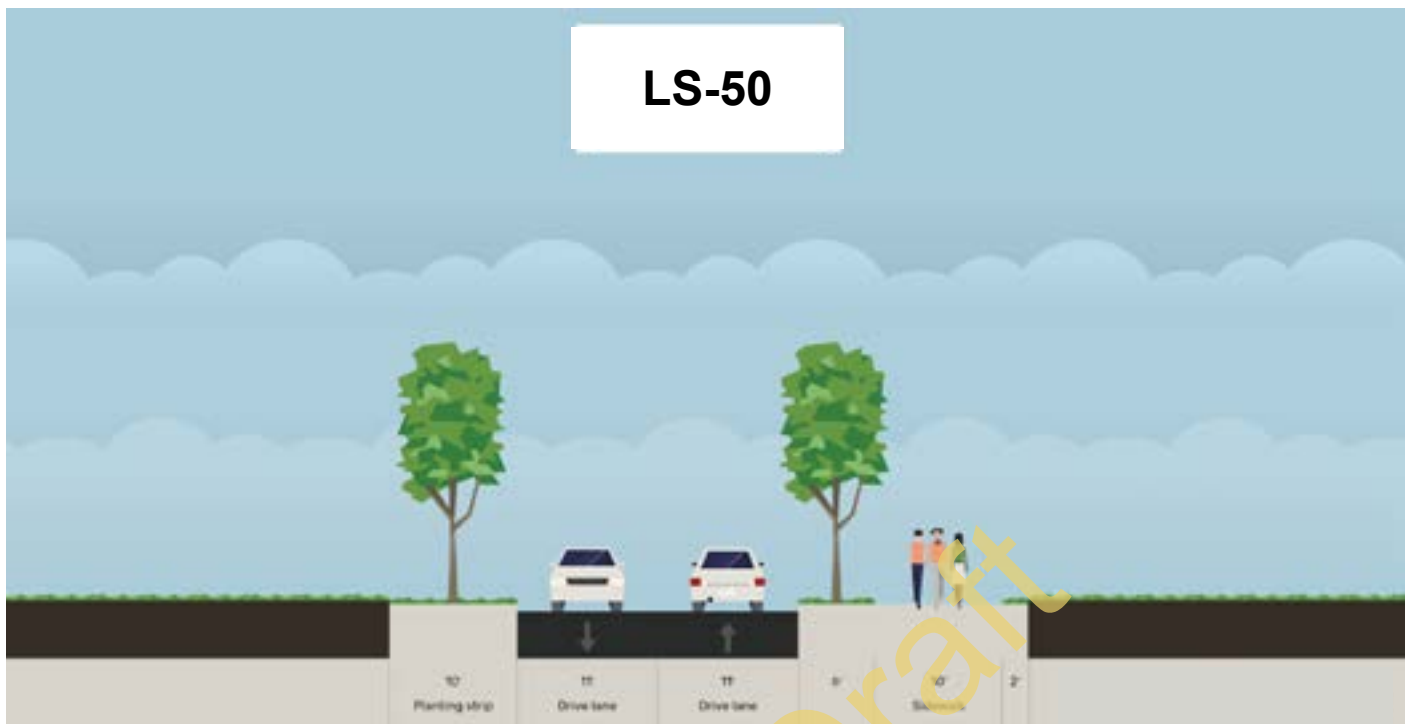 LS-50
10' 11' 11' 6' 10' 2'
Planting strip Drive lane Drive lane Sidewalk
Draft